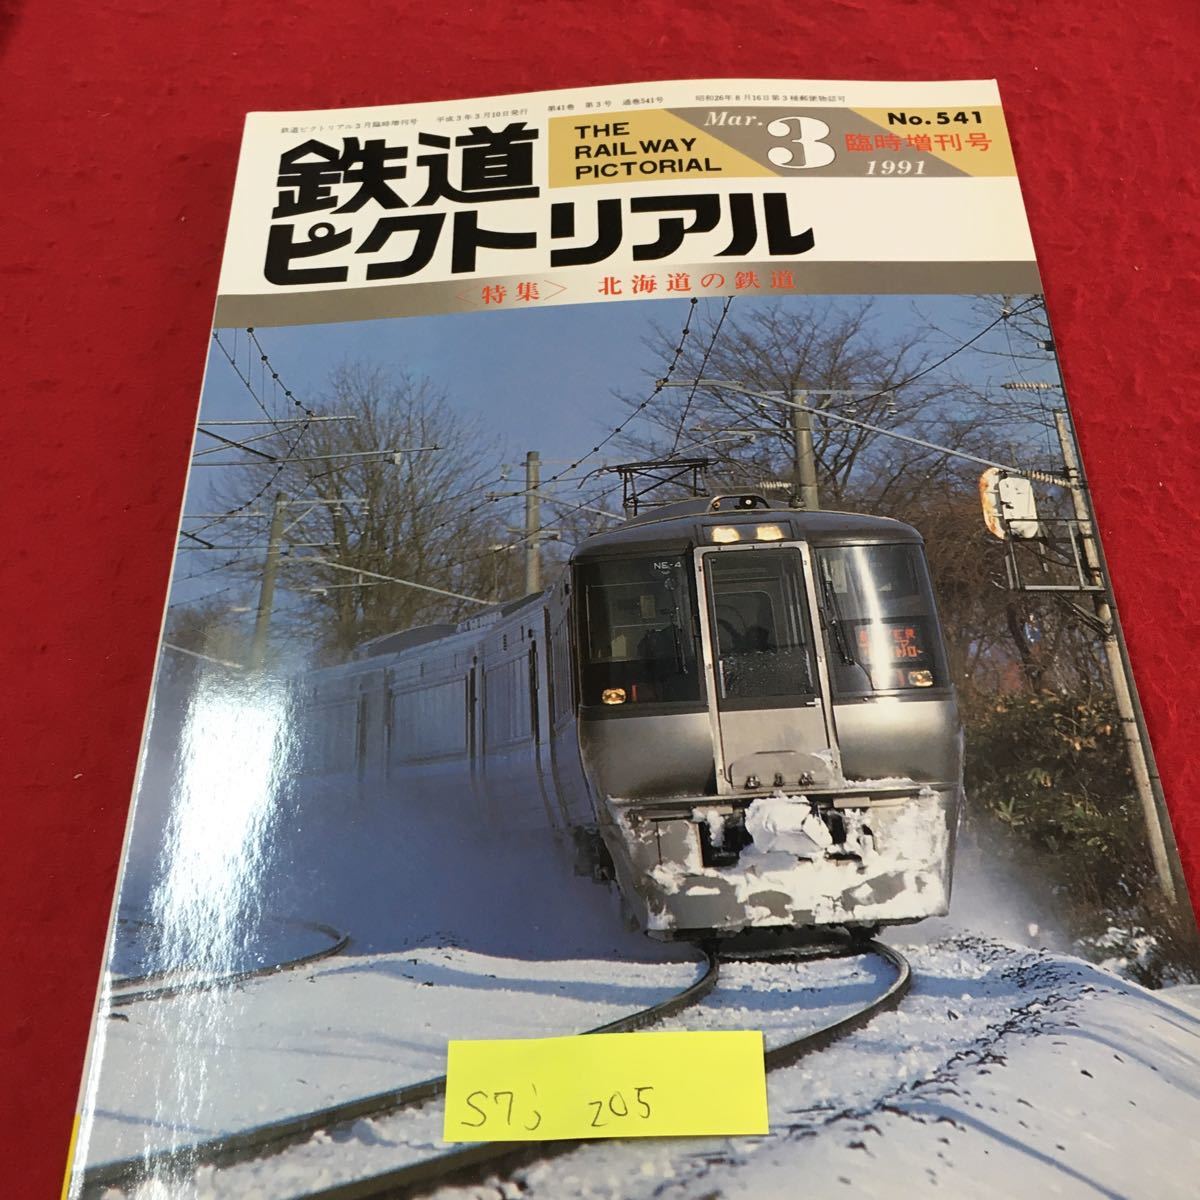 鉄道ピクトリアル3月臨時増刊号 平成3年3月10日発行 第41巻 第3号 通巻541号 昭和26年8月16日第3種郵便物認可
鉄道
ピクトリアル
THE
RAILWAY
PICTORIAL
Mar. 3
No.541
臨時増刊号
1991
<特集> 北海道の鉄道
NE-4
S7j 205